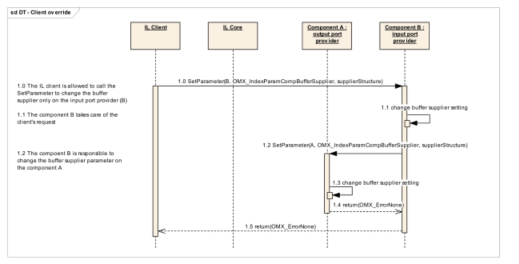 sd DT - Client override
IL Client
IL Core
Component A :
output port
provider
Component B :
input port
provider
1.0 The IL client is allowed to call the
SetParameter to change the buffer
supplier only on the input port provider (B)
1.0 SetParameter(B, OMX_IndexParamCompBufferSupplier, supplierStructure)
1.1 The component B takes care of the
client's request
1.1 change buffer supplier setting
1.2 The component B is responsible to
change the buffer supplier parameter on
the component A
1.2 SetParameter(A, OMX_IndexParamCompBufferSupplier, supplierStructure)
1.3 change buffer supplier setting
1.4 return(OMX_ErrorNone)
1.5 return(OMX_ErrorNone)